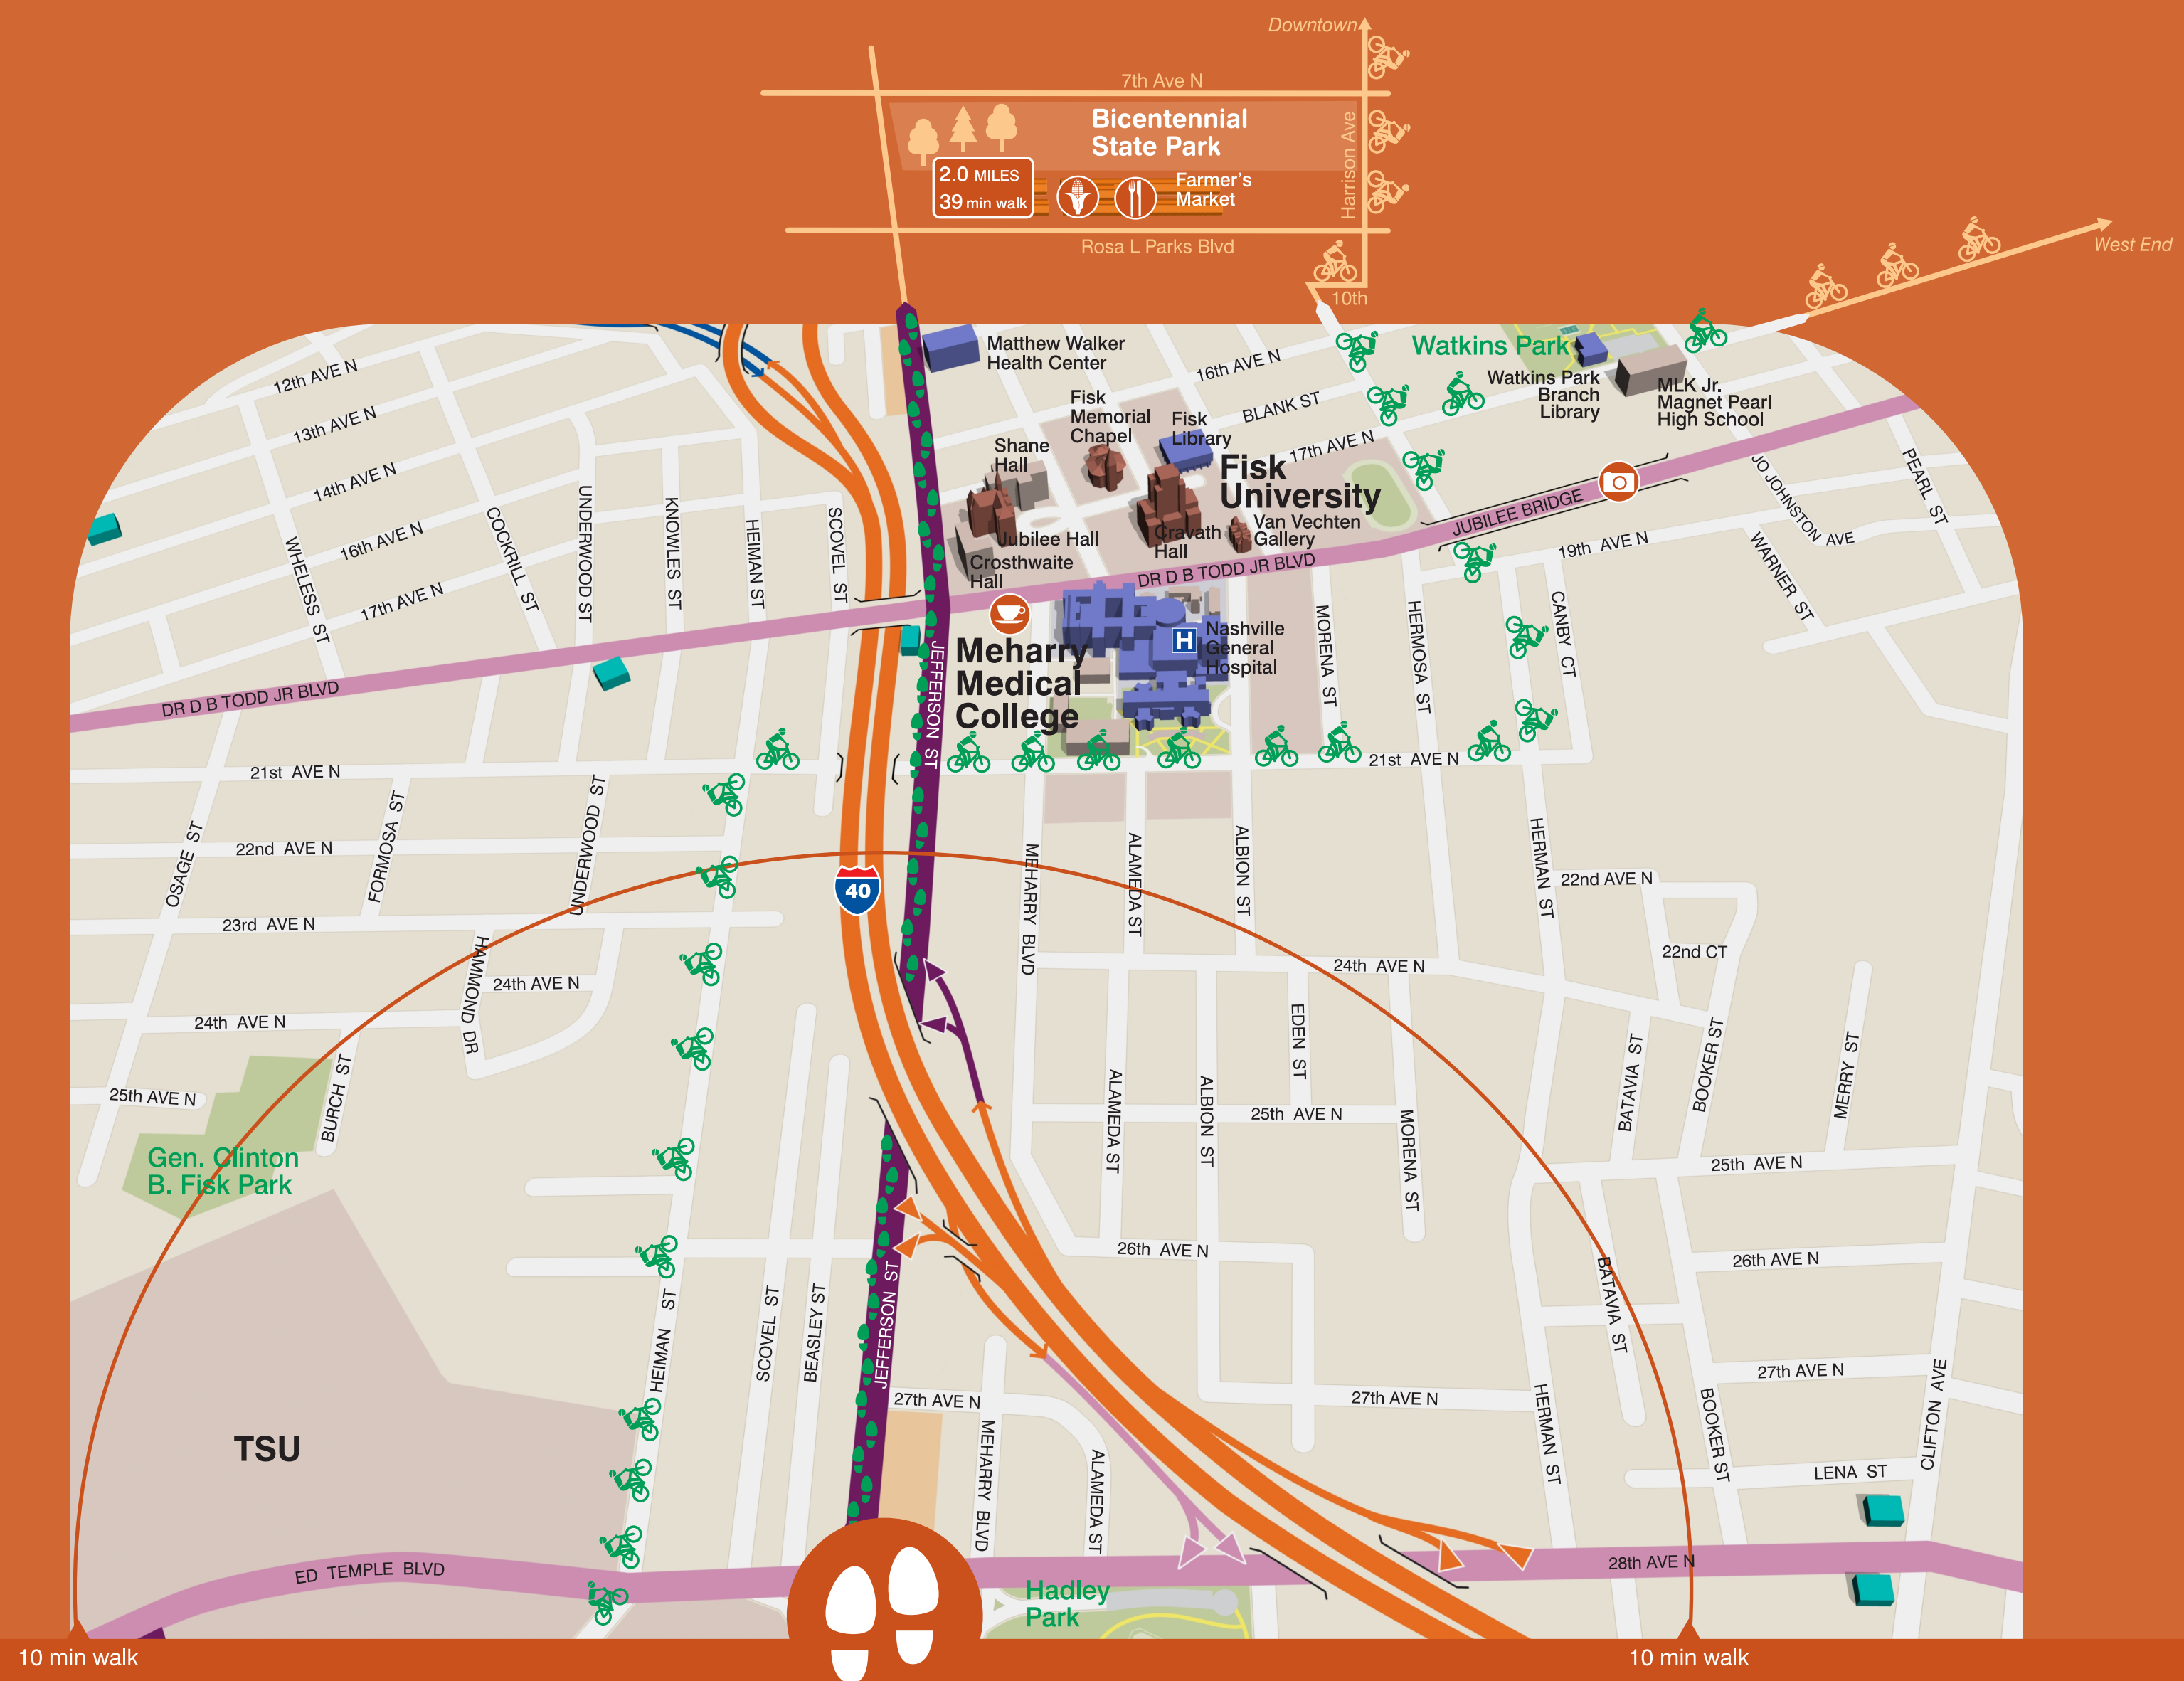 Downtown
7th Ave N
Bicentennial
State Park
Harrison Ave
2.0 MILES
39 min walk
Farmer's
Market
Rosa L Parks Blvd
10th
West End
Matthew Walker
Health Center
12th AVE N
13th AVE N
14th AVE N
16th AVE N
17th AVE N
16th AVE N
BLANK ST
17th AVE N
Watkins Park
Watkins Park
Branch
Library
MLK Jr.
Magnet Pearl
High School
Fisk
Memorial
Chapel
Fisk
Library
Shane
Hall
Fisk
University
Jubilee Hall
Cravath
Hall
Van Vechten
Gallery
Crosthwaite
Hall
JUBILEE BRIDGE
DR D B TODD JR BLVD
19th AVE N
JO JOHNSTON AVE
PEARL ST
WARNER ST
WHELESS ST
COCKRILL ST
UNDERWOOD ST
KNOWLES ST
HEIMAN ST
SCOVEL ST
DR D B TODD JR BLVD
JEFFERSON ST
Meharry
Medical
College
H
Nashville
General
Hospital
MORENA ST
HERMOSA ST
CANBY CT
21st AVE N
21st AVE N
OSAGE ST
FORMOSA ST
UNDERWOOD ST
22nd AVE N
23rd AVE N
HAMMOND DR
24th AVE N
24th AVE N
40
MEHARRY BLVD
ALAMEDA ST
ALBION ST
HERMAN ST
22nd AVE N
22nd CT
24th AVE N
EDEN ST
BATAVIA ST
BOOKER ST
MERRY ST
25th AVE N
BURCH ST
Gen. Clinton
B. Fisk Park
ALAMEDA ST
ALBION ST
25th AVE N
MORENA ST
25th AVE N
26th AVE N
26th AVE N
BATAVIA ST
HEIMAN ST
SCOVEL ST
BEASLEY ST
JEFFERSON ST
27th AVE N
27th AVE N
27th AVE N
MEHARRY BLVD
ALAMEDA ST
HERMAN ST
BOOKER ST
CLIFTON AVE
LENA ST
TSU
ED TEMPLE BLVD
28th AVE N
Hadley
Park
10 min walk
10 min walk